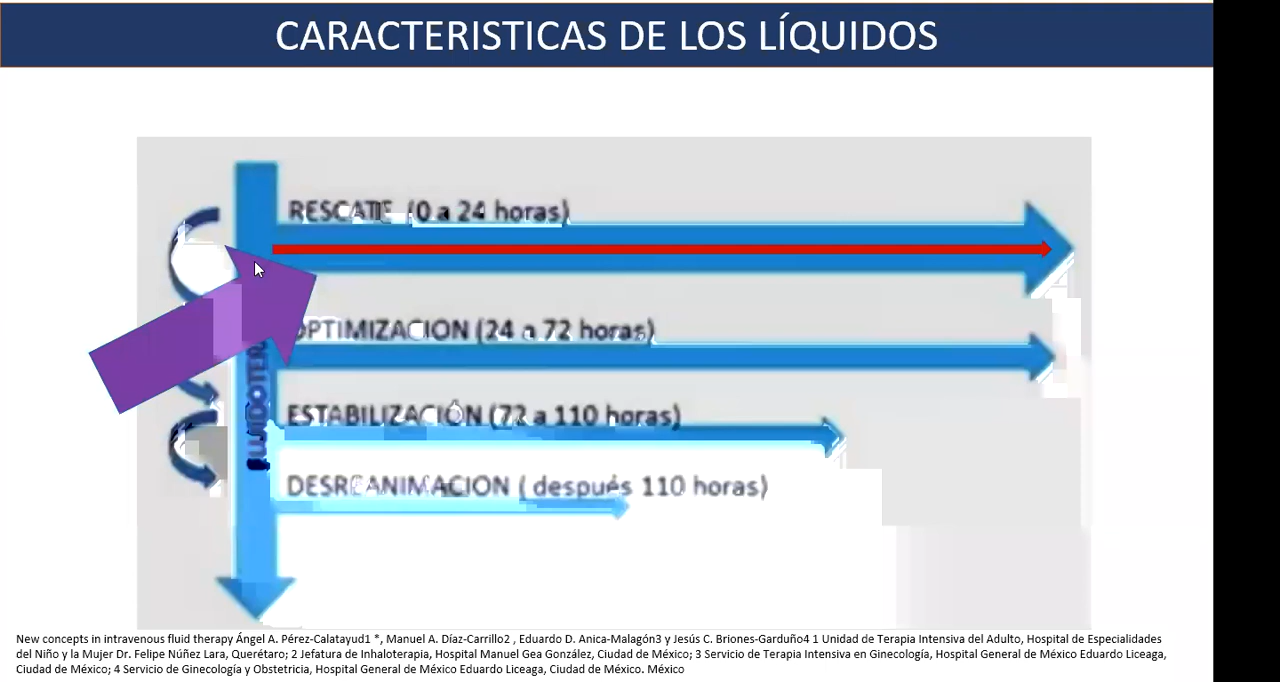 CARACTERISTICAS DE LOS LÍQUIDOS
RESCATE (0 a 24 horas)
OPTIMIZACION (24 a 72 horas)
ESTABILIZACIÓN (72 a 110 horas)
DESREANIMACION ( después 110 horas)
New concepts in intravenous fluid therapy Ángel A. Pérez-Calatayud1 *, Manuel A. Díaz-Carrillo2 , Eduardo D. Anica-Malagón3 y Jesús C. Briones-Garduño4 1 Unidad de Terapia Intensiva del Adulto, Hospital de Especialidades
del Niño y la Mujer Dr. Felipe Núñez Lara, Querétaro; 2 Jefatura de Inhaloterapia, Hospital Manuel Gea González, Ciudad de México; 3 Servicio de Terapia Intensiva en Ginecología, Hospital General de México Eduardo Liceaga,
Ciudad de México; 4 Servicio de Ginecología y Obstetricia, Hospital General de México Eduardo Liceaga, Ciudad de México. México